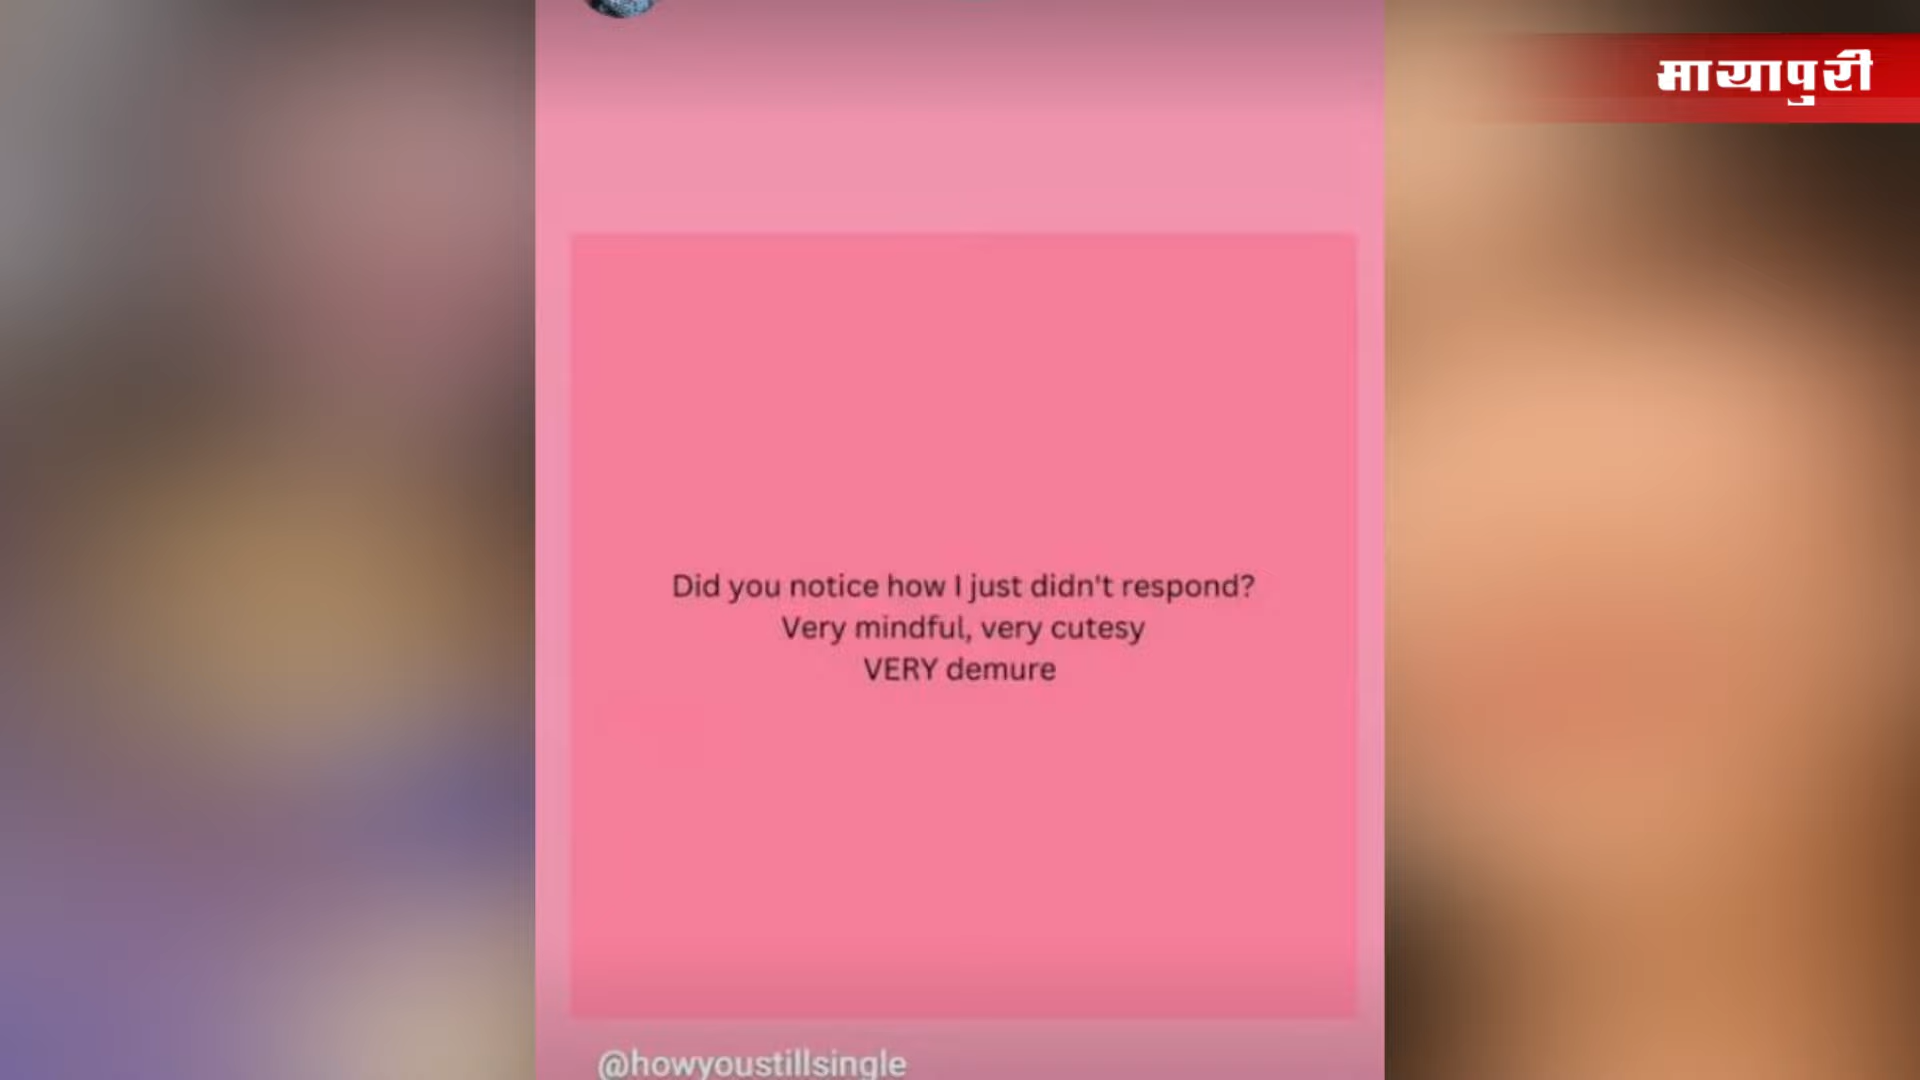 मायापुरी
Did you notice how I just didn't respond?
Very mindful, very cutesy
VERY demure
@howyoustillsingle